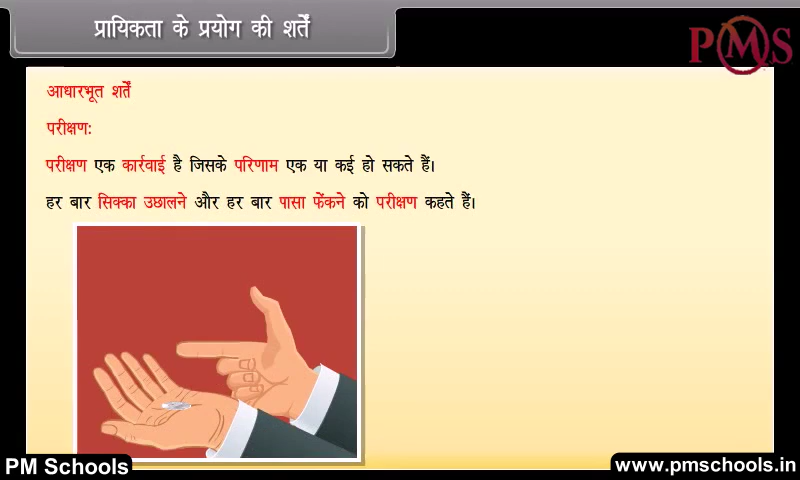 प्रायिकता के प्रयोग की शर्तें
PMS
आधारभूत शर्तें
परीक्षण:
परीक्षण एक कार्रवाई है जिसके परिणाम एक या कई हो सकते हैं।
हर बार सिक्का उछालने और हर बार पासा फेंकने को परीक्षण कहते हैं।
PM Schools
www.pmschools.in